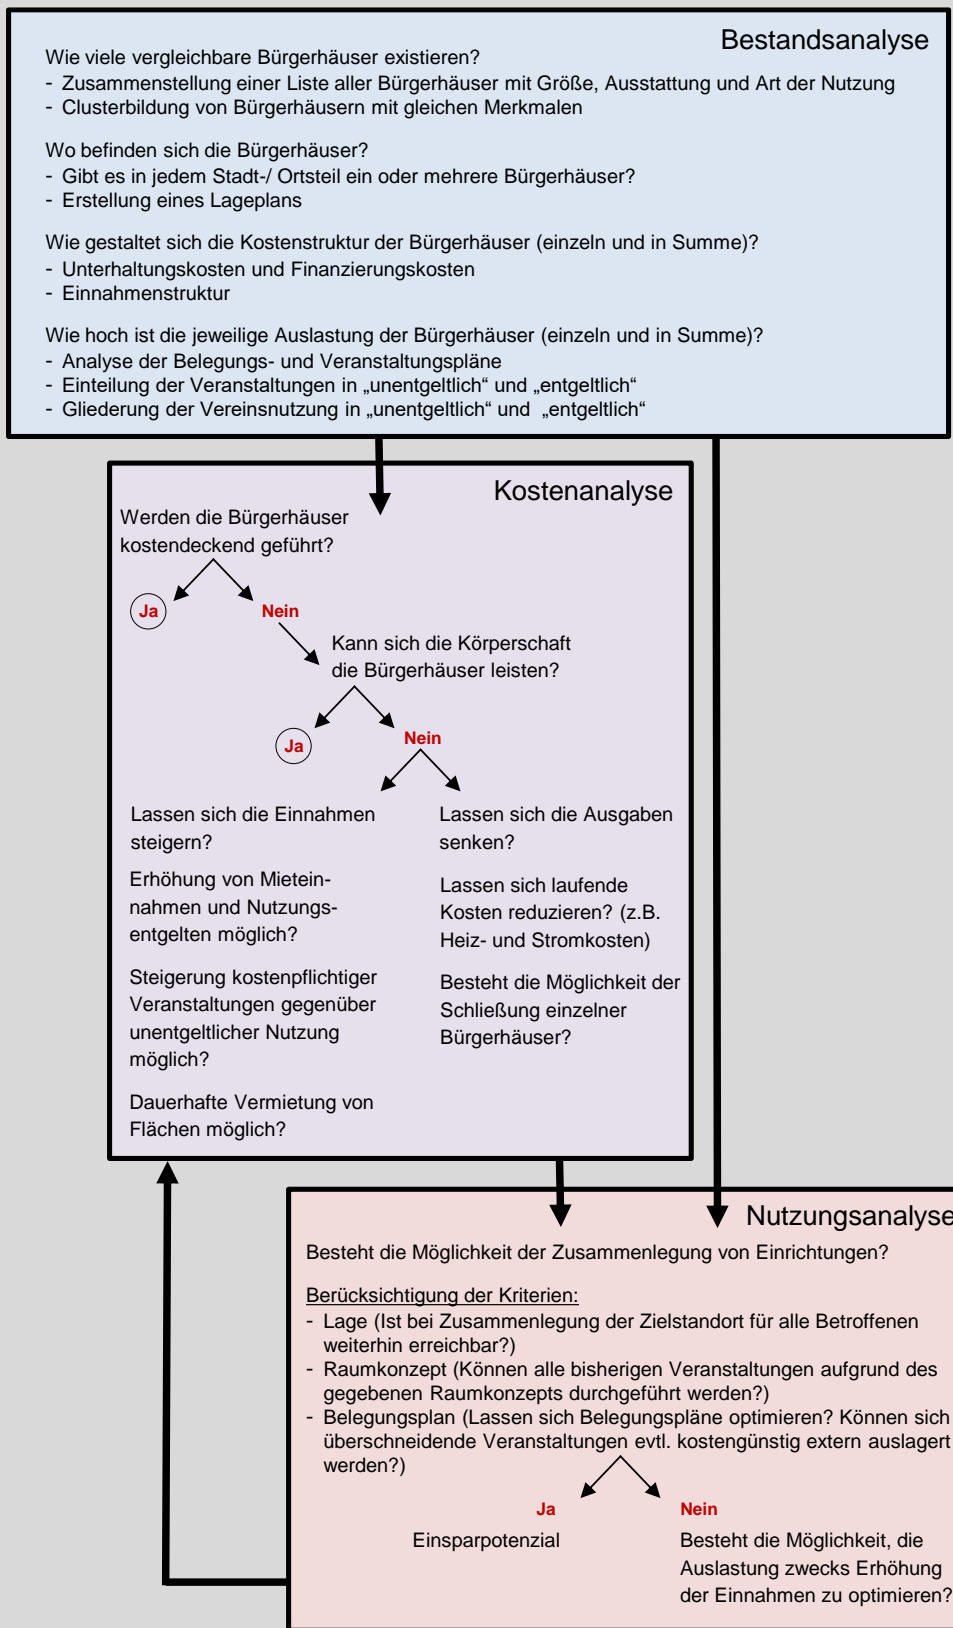 Bestandsanalyse
Wie viele vergleichbare Bürgerhäuser existieren?
- Zusammenstellung einer Liste aller Bürgerhäuser mit Größe, Ausstattung und Art der Nutzung
- Clusterbildung von Bürgerhäusern mit gleichen Merkmalen
Wo befinden sich die Bürgerhäuser?
- Gibt es in jedem Stadt-/ Ortsteil ein oder mehrere Bürgerhäuser?
- Erstellung eines Lageplans
Wie gestaltet sich die Kostenstruktur der Bürgerhäuser (einzeln und in Summe)?
- Unterhaltungskosten und Finanzierungskosten
- Einnahmenstruktur
Wie hoch ist die jeweilige Auslastung der Bürgerhäuser (einzeln und in Summe)?
- Analyse der Belegungs- und Veranstaltungspläne
- Einteilung der Veranstaltungen in „unentgeltlich“ und „entgeltlich“
- Gliederung der Vereinsnutzung in „unentgeltlich“ und „entgeltlich“
Kostenanalyse
Werden die Bürgerhäuser
kostendeckend geführt?
Ja
Nein
Kann sich die Körperschaft
die Bürgerhäuser leisten?
Ja
Nein
Lassen sich die Einnahmen
steigern?
Erhöhung von Mietein-
nahmen und Nutzungs-
entgelten möglich?
Steigerung kostenpflichtiger
Veranstaltungen gegenüber
unentgeltlicher Nutzung
möglich?
Dauerhafte Vermietung von
Flächen möglich?
Lassen sich die Ausgaben
senken?
Lassen sich laufende
Kosten reduzieren? (z.B.
Heiz- und Stromkosten)
Besteht die Möglichkeit der
Schließung einzelner
Bürgerhäuser?
Nutzungsanalyse
Besteht die Möglichkeit der Zusammenlegung von Einrichtungen?
Berücksichtigung der Kriterien:
- Lage (Ist bei Zusammenlegung der Zielstandort für alle Betroffenen
weiterhin erreichbar?)
- Raumkonzept (Können alle bisherigen Veranstaltungen aufgrund des
gegebenen Raumkonzepts durchgeführt werden?)
- Belegungsplan (Lassen sich Belegungspläne optimieren? Können sich
überschneidende Veranstaltungen evtl. kostengünstig extern auslagert
werden?)
Ja
Nein
Einsparpotenzial
Besteht die Möglichkeit, die
Auslastung zwecks Erhöhung
der Einnahmen zu optimieren?